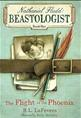 Nathaniel Fludd
BEASTOLOGIST
The Flight of the Phoenix
R. L. LaFevers